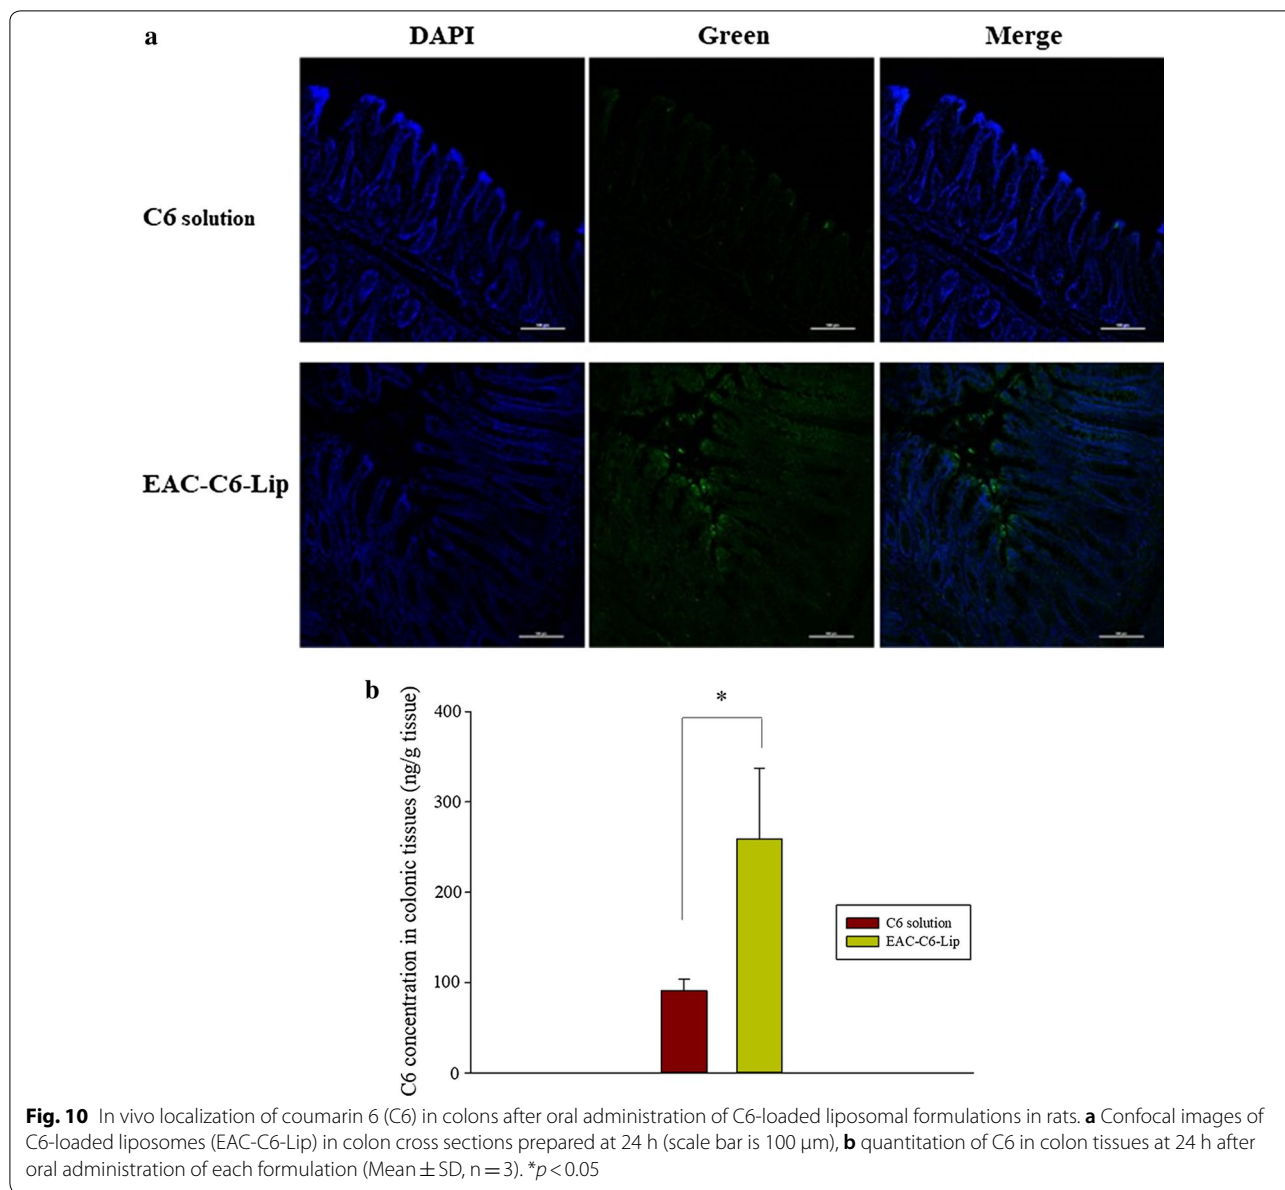 a
DAPI Green Merge
C6 solution
EAC-C6-Lip
b
C6 concentration in colonic tissues (ng/g tissue)
*
400
300
200
100
0
C6 solution
EAC-C6-Lip
Fig. 10 In vivo localization of coumarin 6 (C6) in colons after oral administration of C6-loaded liposomal formulations in rats. a Confocal images of
C6-loaded liposomes (EAC-C6-Lip) in colon cross sections prepared at 24 h (scale bar is 100 μm), b quantitation of C6 in colon tissues at 24 h after
oral administration of each formulation (Mean ± SD, n = 3). *p < 0.05